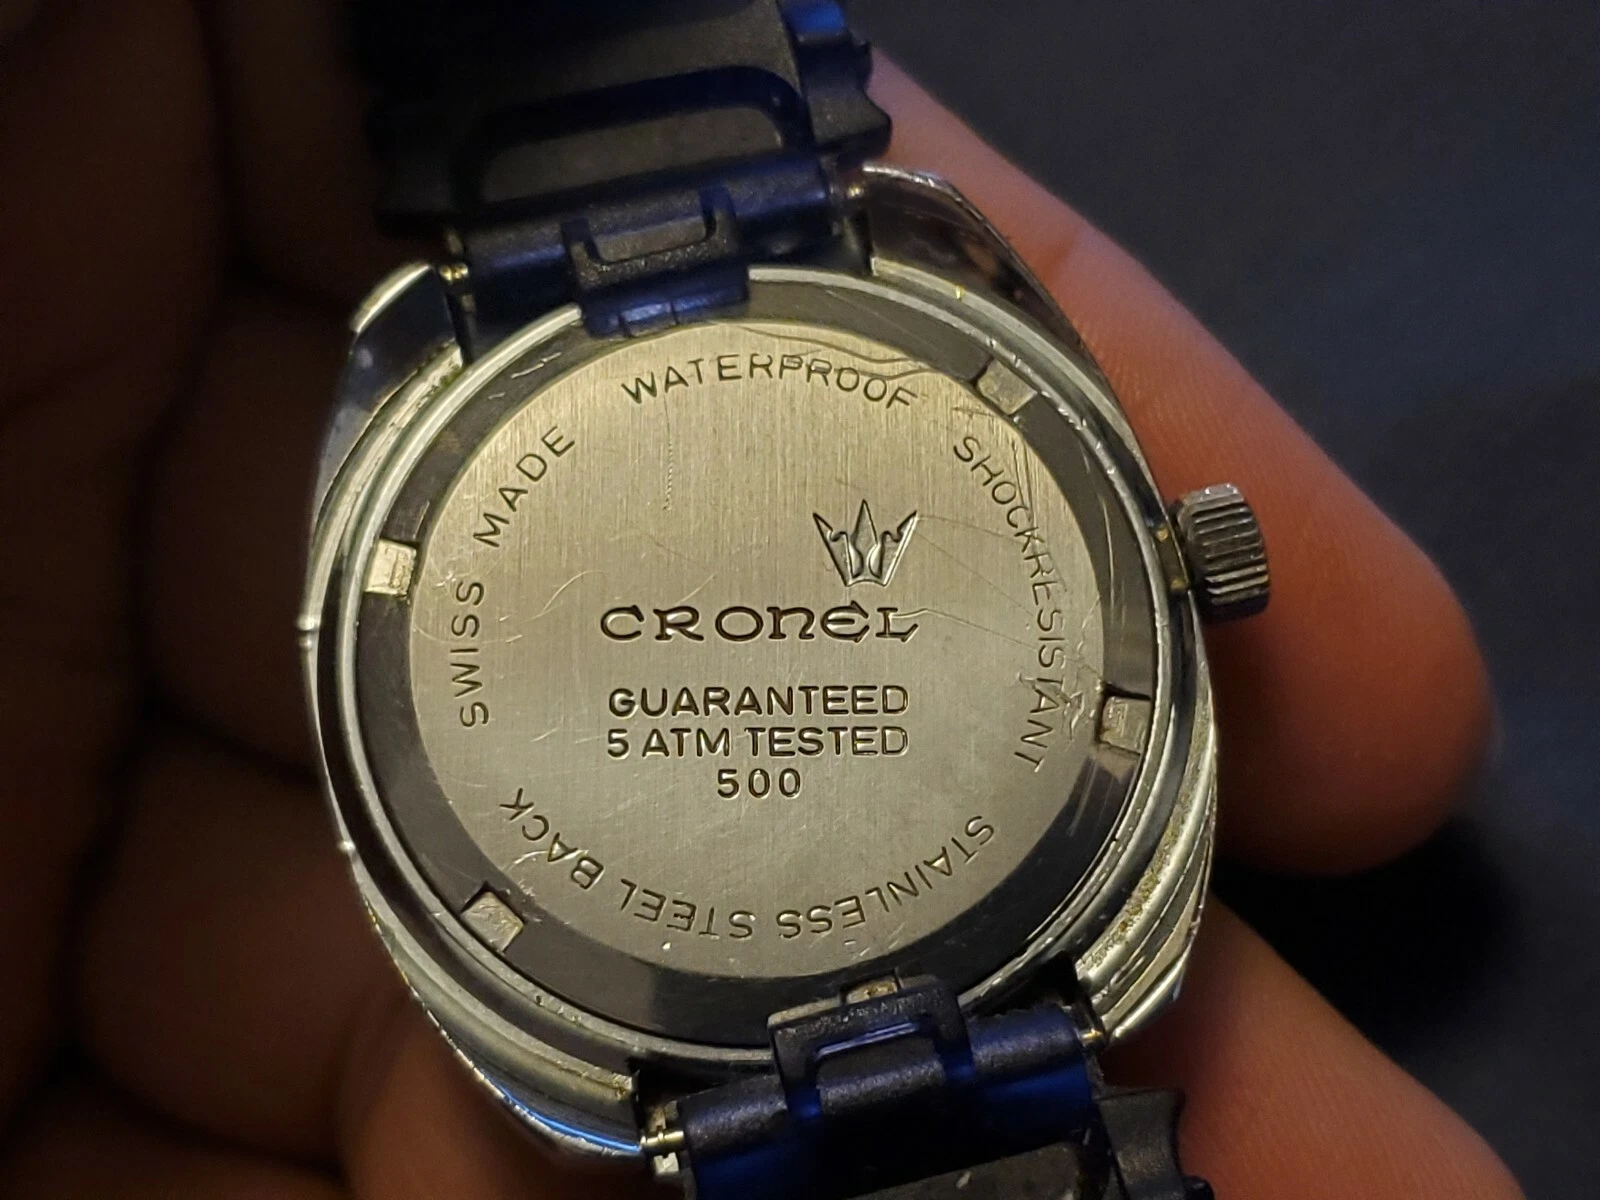 WATERPROOF
SHOCKRESISTANT
STAINLESS STEEL BACK
SWISS MADE
CRONEL
GUARANTEED
5 ATM TESTED
500